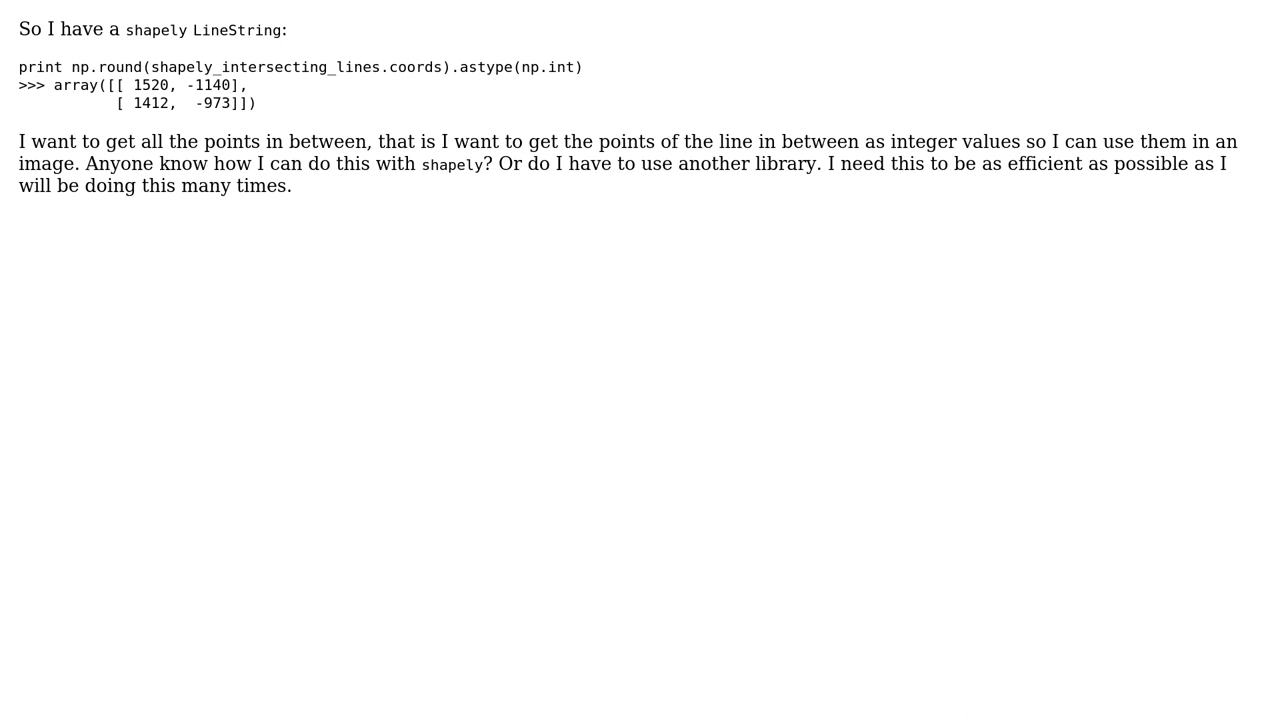 So I have a shapely LineString:
print np.round(shapely_intersecting_lines.coords).astype(np.int)
>>> array([[ 1520, -1140],
           [ 1412,  -973]])
I want to get all the points in between, that is I want to get the points of the line in between as integer values so I can use them in an
image. Anyone know how I can do this with shapely? Or do I have to use another library. I need this to be as efficient as possible as I
will be doing this many times.